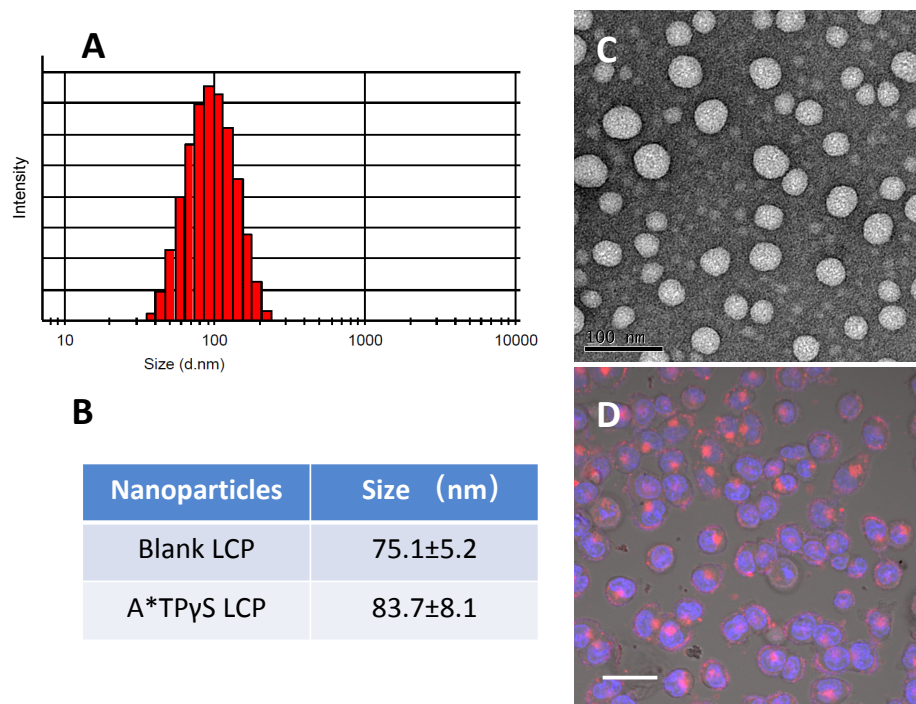 A
Intensity
10 100 1000 10000
Size (d.nm)
B
Nanoparticles Size （nm）
Blank LCP 75.1±5.2
A*TPγS LCP 83.7±8.1
C
100 nm
D